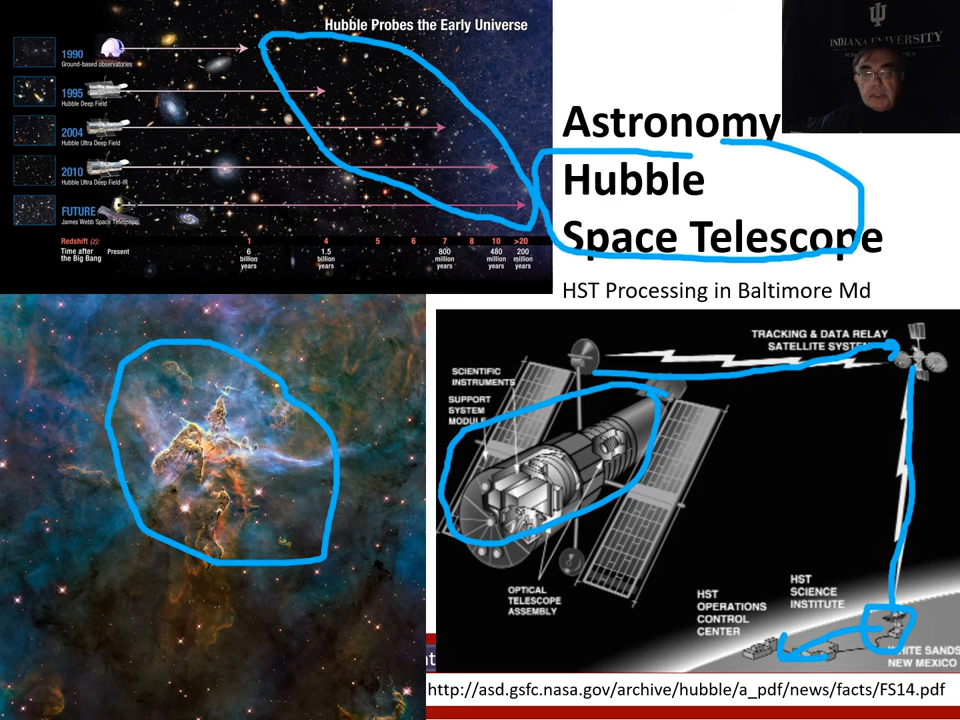 Hubble Probes the Early Universe
1990
Ground-based observatories
1995
Hubble Deep Field
2004
Hubble Ultra Deep Field
2010
Hubble Ultra Deep Field-IR
FUTURE
James Webb Space Telescope
Redshift (z): 1 4 5 6 7 8 10 >20
Time after the Big Bang
Present
6 billion years
1.5 billion years
800 million years
480 million years
200 million years
INDIANA UNIVERSITY
Astronomy
Hubble
Space Telescope
HST Processing in Baltimore Md
TRACKING & DATA RELAY
SATELLITE SYSTEM
SCIENTIFIC
INSTRUMENTS
SUPPORT
SYSTEM
MODULE
OPTICAL
TELESCOPE
ASSEMBLY
HST
OPERATIONS
CONTROL
CENTER
HST
SCIENCE
INSTITUTE
WHITE SANDS
NEW MEXICO
http://asd.gsfc.nasa.gov/archive/hubble/a_pdf/news/facts/FS14.pdf